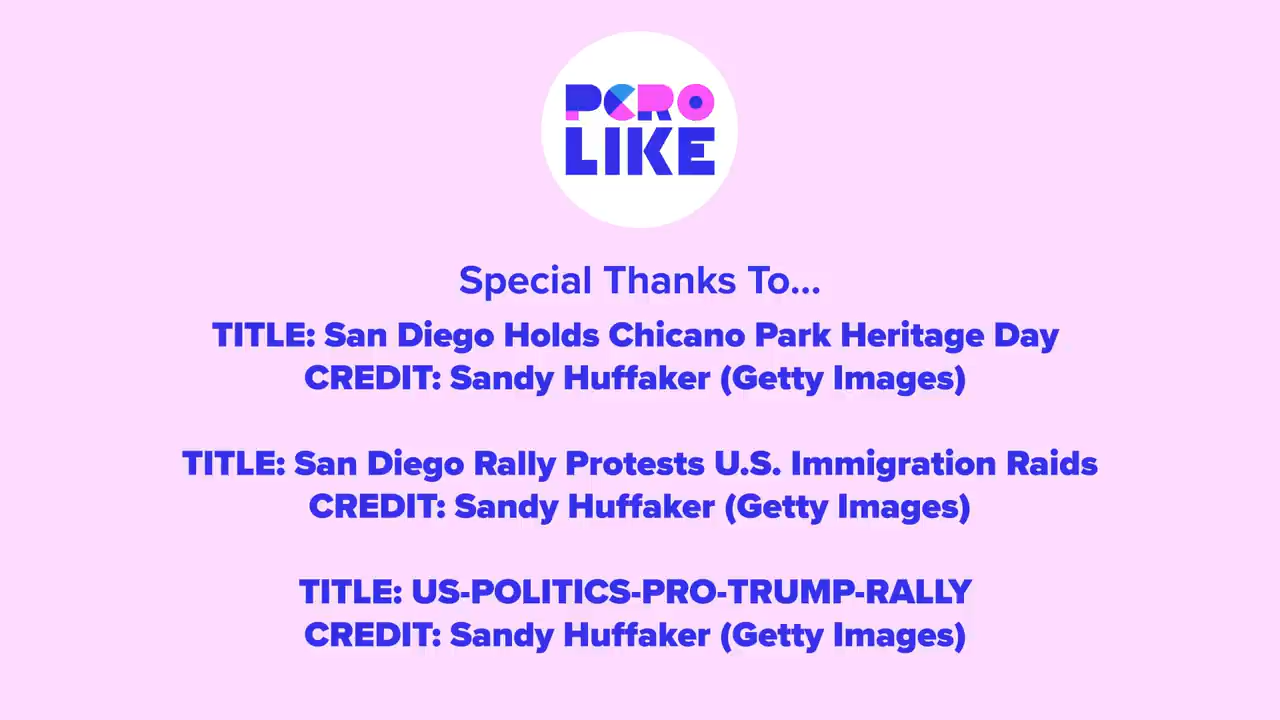 PERO
LIKE
Special Thanks To...
TITLE: San Diego Holds Chicano Park Heritage Day
CREDIT: Sandy Huffaker (Getty Images)
TITLE: San Diego Rally Protests U.S. Immigration Raids
CREDIT: Sandy Huffaker (Getty Images)
TITLE: US-POLITICS-PRO-TRUMP-RALLY
CREDIT: Sandy Huffaker (Getty Images)